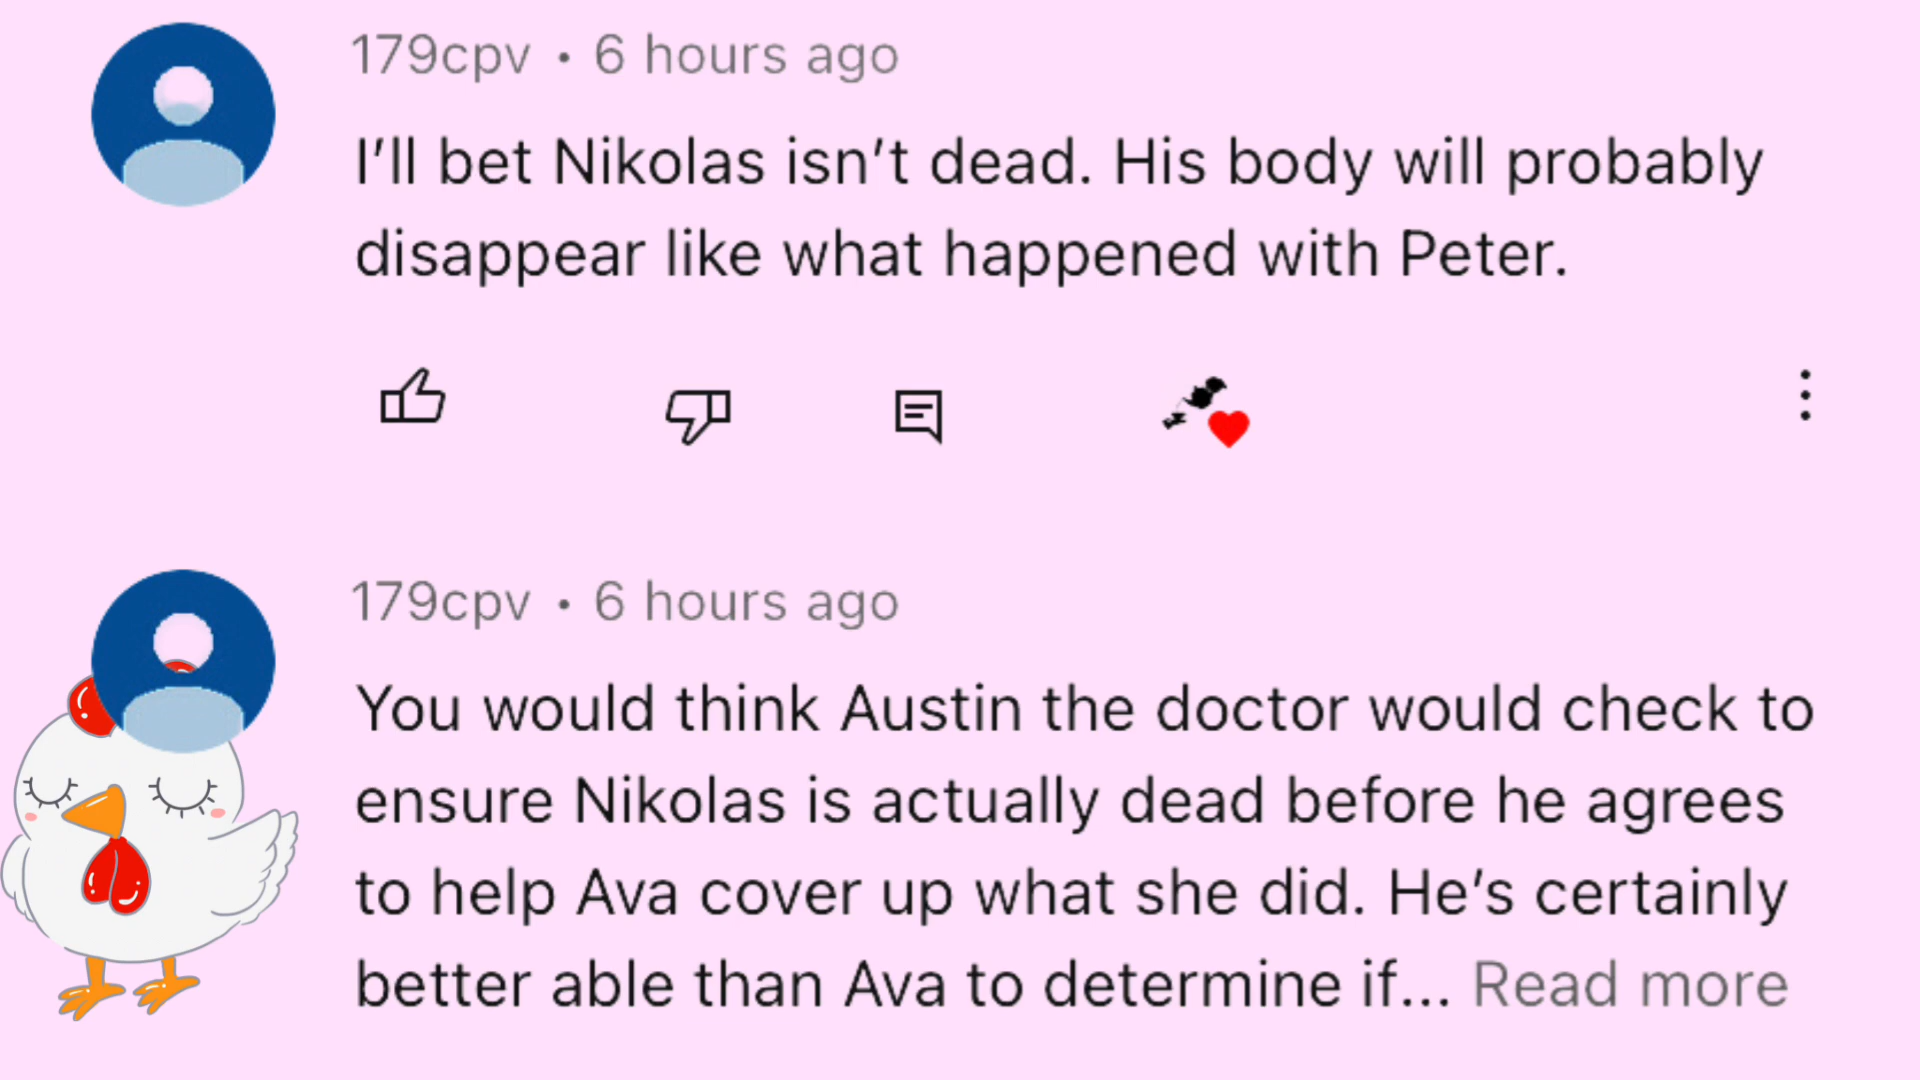 179cpv • 6 hours ago
I’ll bet Nikolas isn’t dead. His body will probably
disappear like what happened with Peter.
179cpv • 6 hours ago
You would think Austin the doctor would check to
ensure Nikolas is actually dead before he agrees
to help Ava cover up what she did. He’s certainly
better able than Ava to determine if... Read more